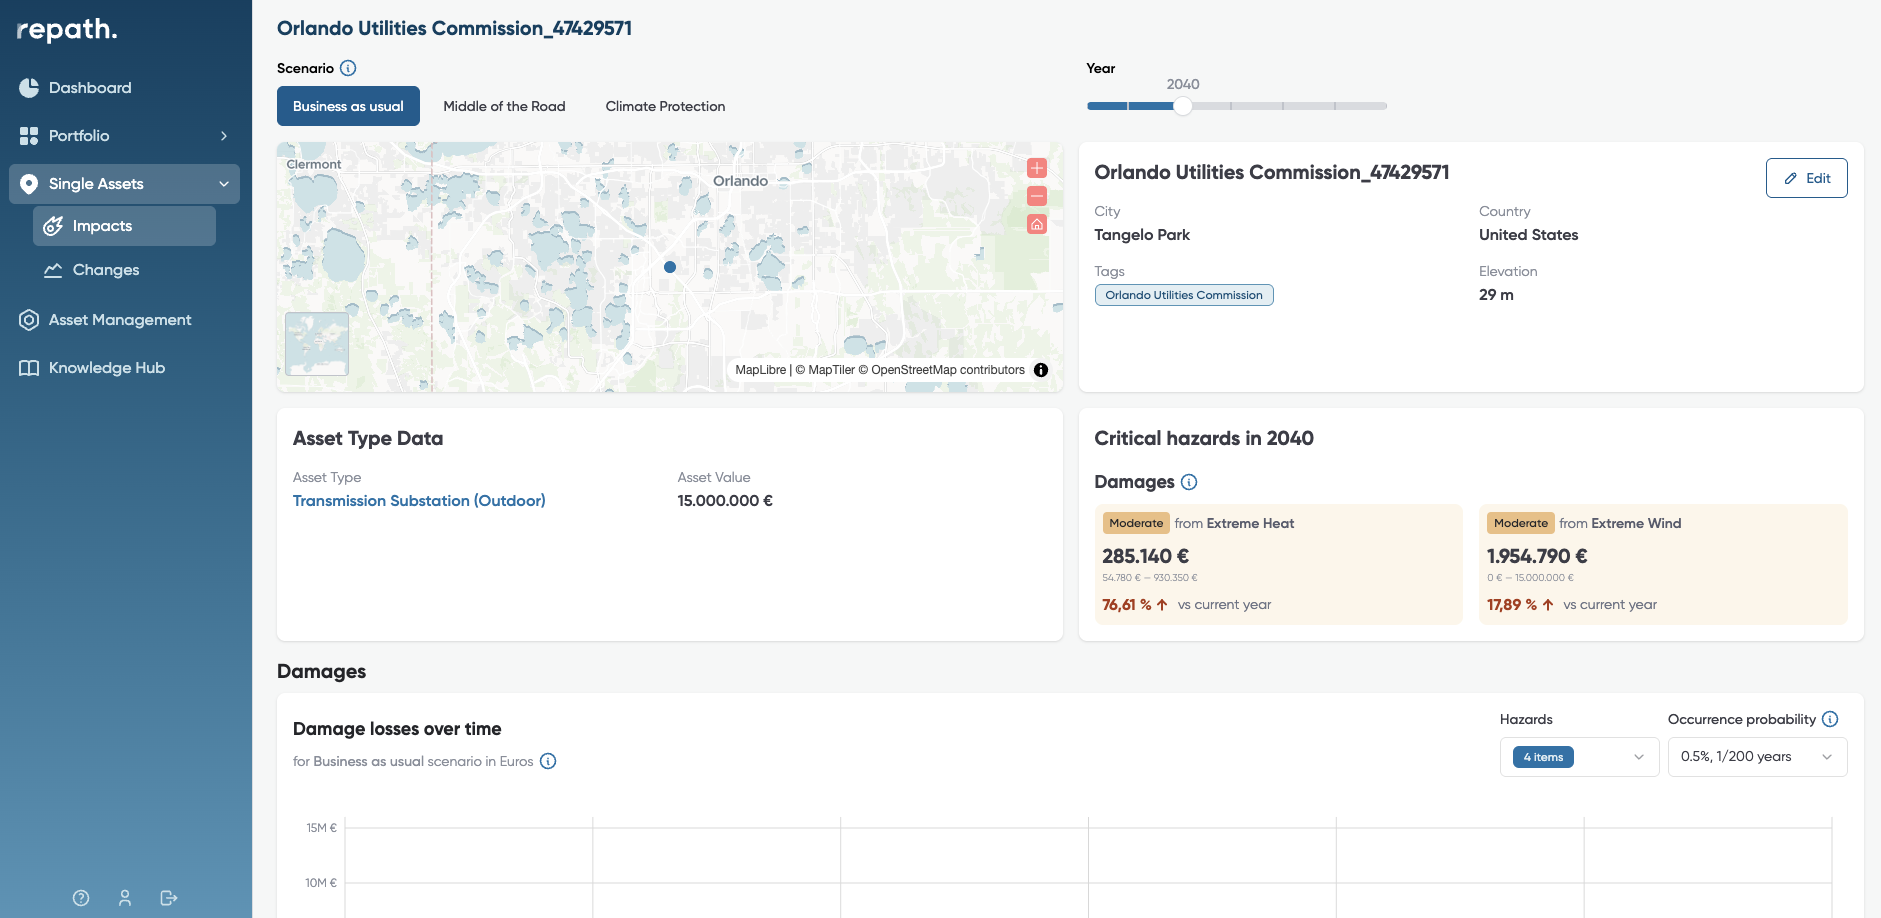 repath.
Dashboard
Portfolio
Single Assets
Impacts
Changes
Asset Management
Knowledge Hub
Orlando Utilities Commission_47429571
Scenario
Business as usual
Middle of the Road
Climate Protection
Year
2040
Clermont
Orlando
MapLibre | © MapTiler © OpenStreetMap contributors
Orlando Utilities Commission_47429571
Edit
City
Tangelo Park
Country
United States
Tags
Orlando Utilities Commission
Elevation
29 m
Asset Type Data
Asset Type
Transmission Substation (Outdoor)
Asset Value
15.000.000 €
Critical hazards in 2040
Damages
Moderate from Extreme Heat
285.140 €
54.780 € – 930.350 €
76,61 % ↑ vs current year
Moderate from Extreme Wind
1.954.790 €
0 € – 15.000.000 €
17,89 % ↑ vs current year
Damages
Damage losses over time
for Business as usual scenario in Euros
Hazards
4 items
Occurrence probability
0.5%, 1/200 years
15M €
10M €